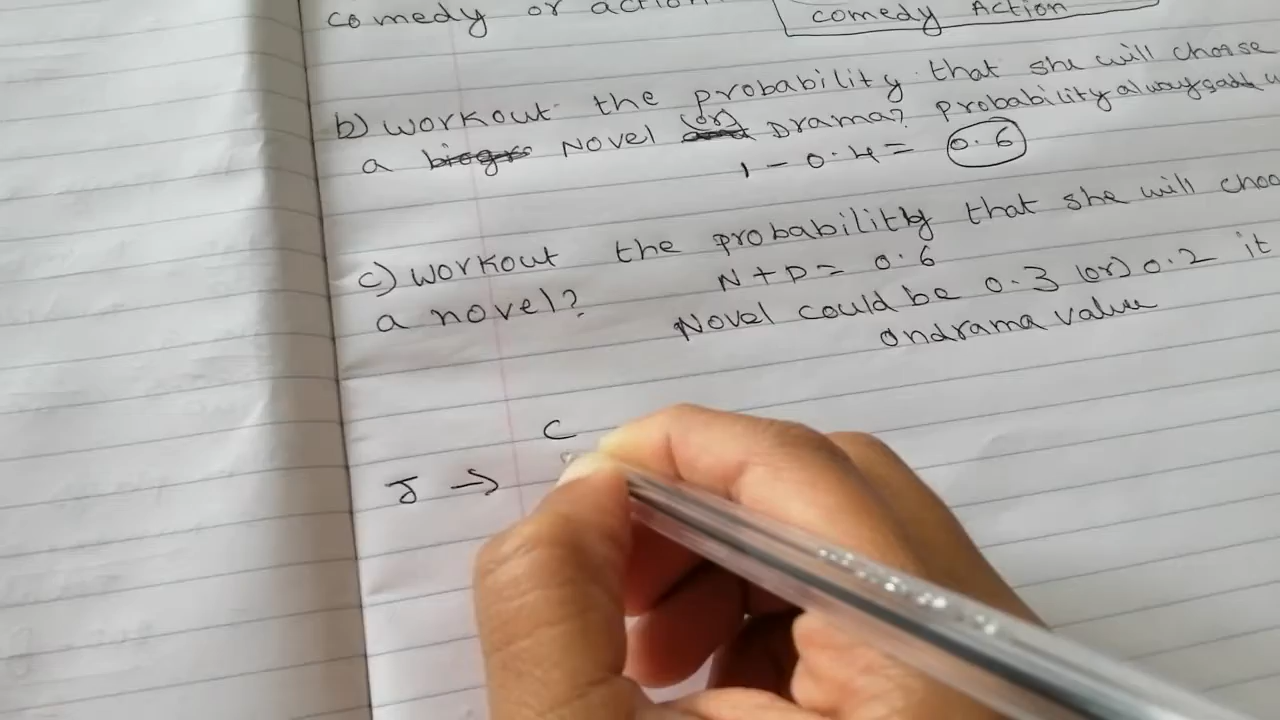 comedy or action
comedy Action
b) workout the probability that she will choose
a Novel (or) Drama? Probability always
1 - 0.4 = 0.6
c) workout the probability that she will choo
a novel?
N + D = 0.6
Novel could be 0.3 (or) 0.2 it
on drama value
J → C